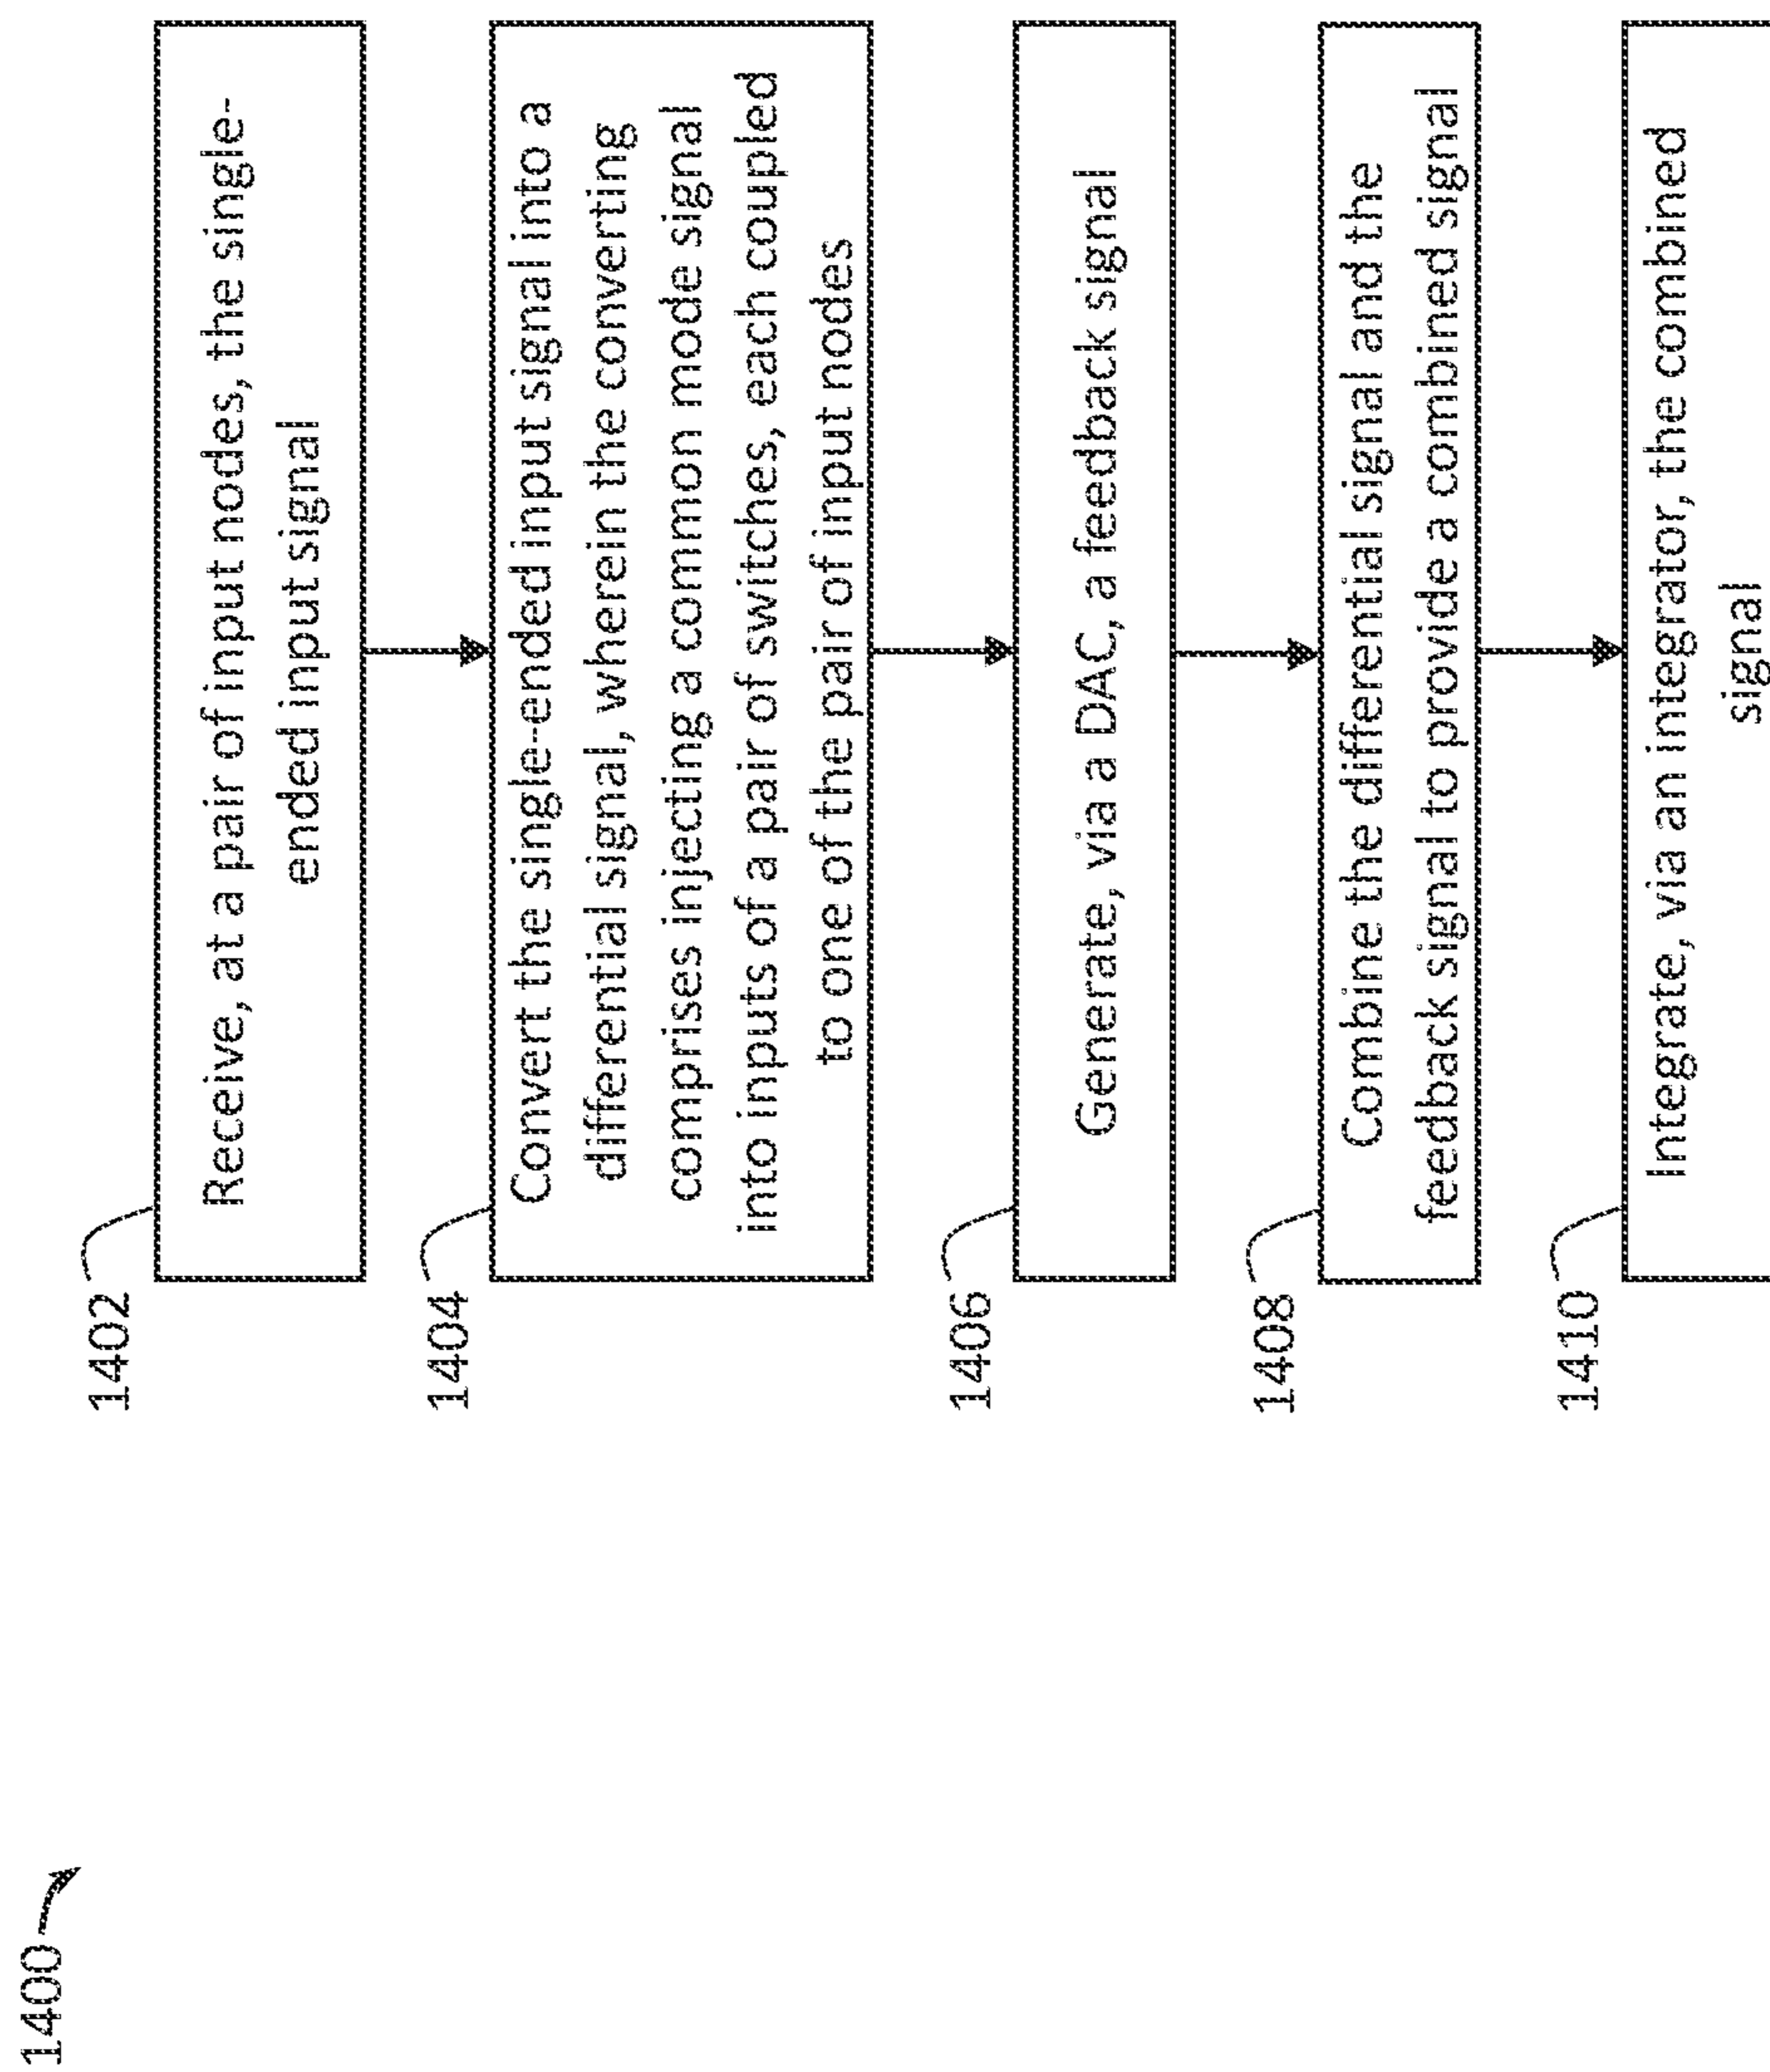 1400
1402
Receive, at a pair of input nodes, the single-
ended input signal
1404
Convert the single-ended input signal into a
differential signal, wherein the converting
comprises injecting a common mode signal
into inputs of a pair of switches, each coupled
to one of the pair of input nodes
1406
Generate, via a DAC, a feedback signal
1408
Combine the differential signal and the
feedback signal to provide a combined signal
1410
Integrate, via an integrator, the combined
signal